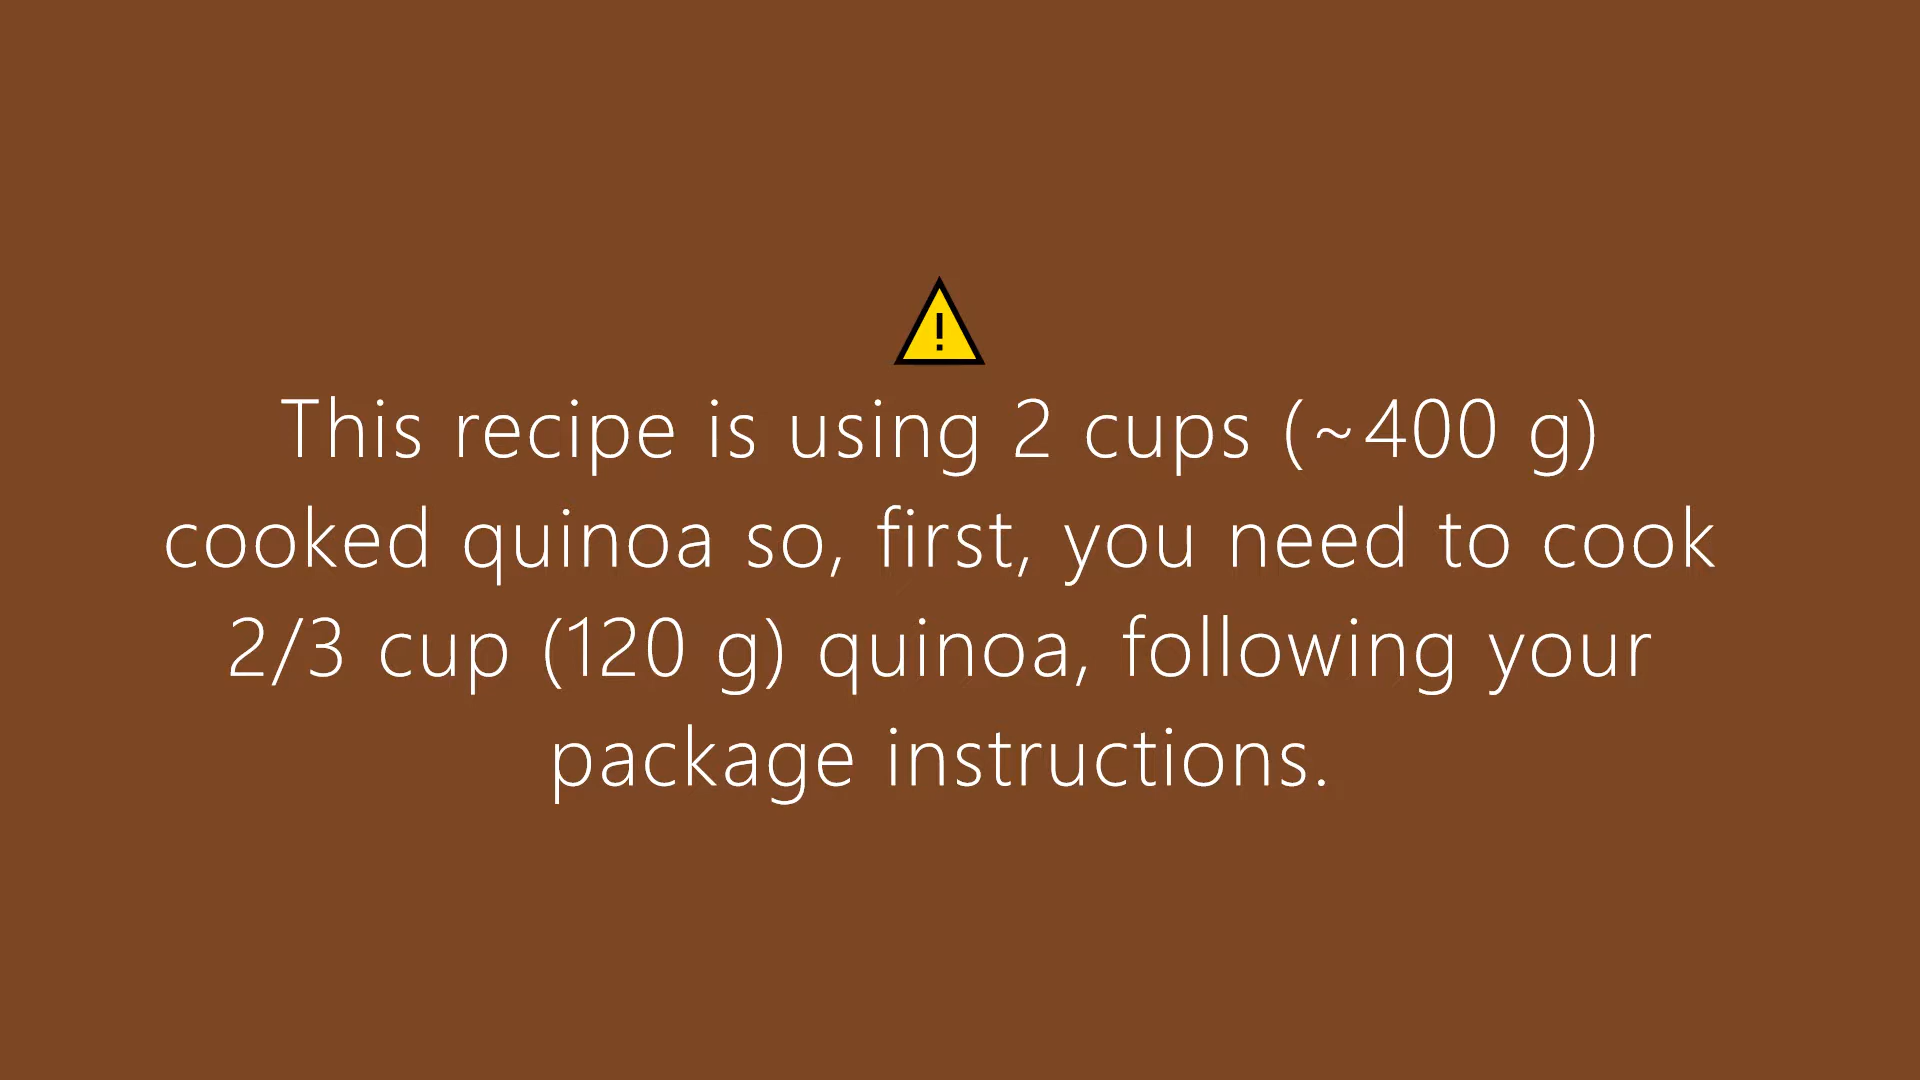 This recipe is using 2 cups (~400 g)
cooked quinoa so, first, you need to cook
2/3 cup (120 g) quinoa, following your
package instructions.